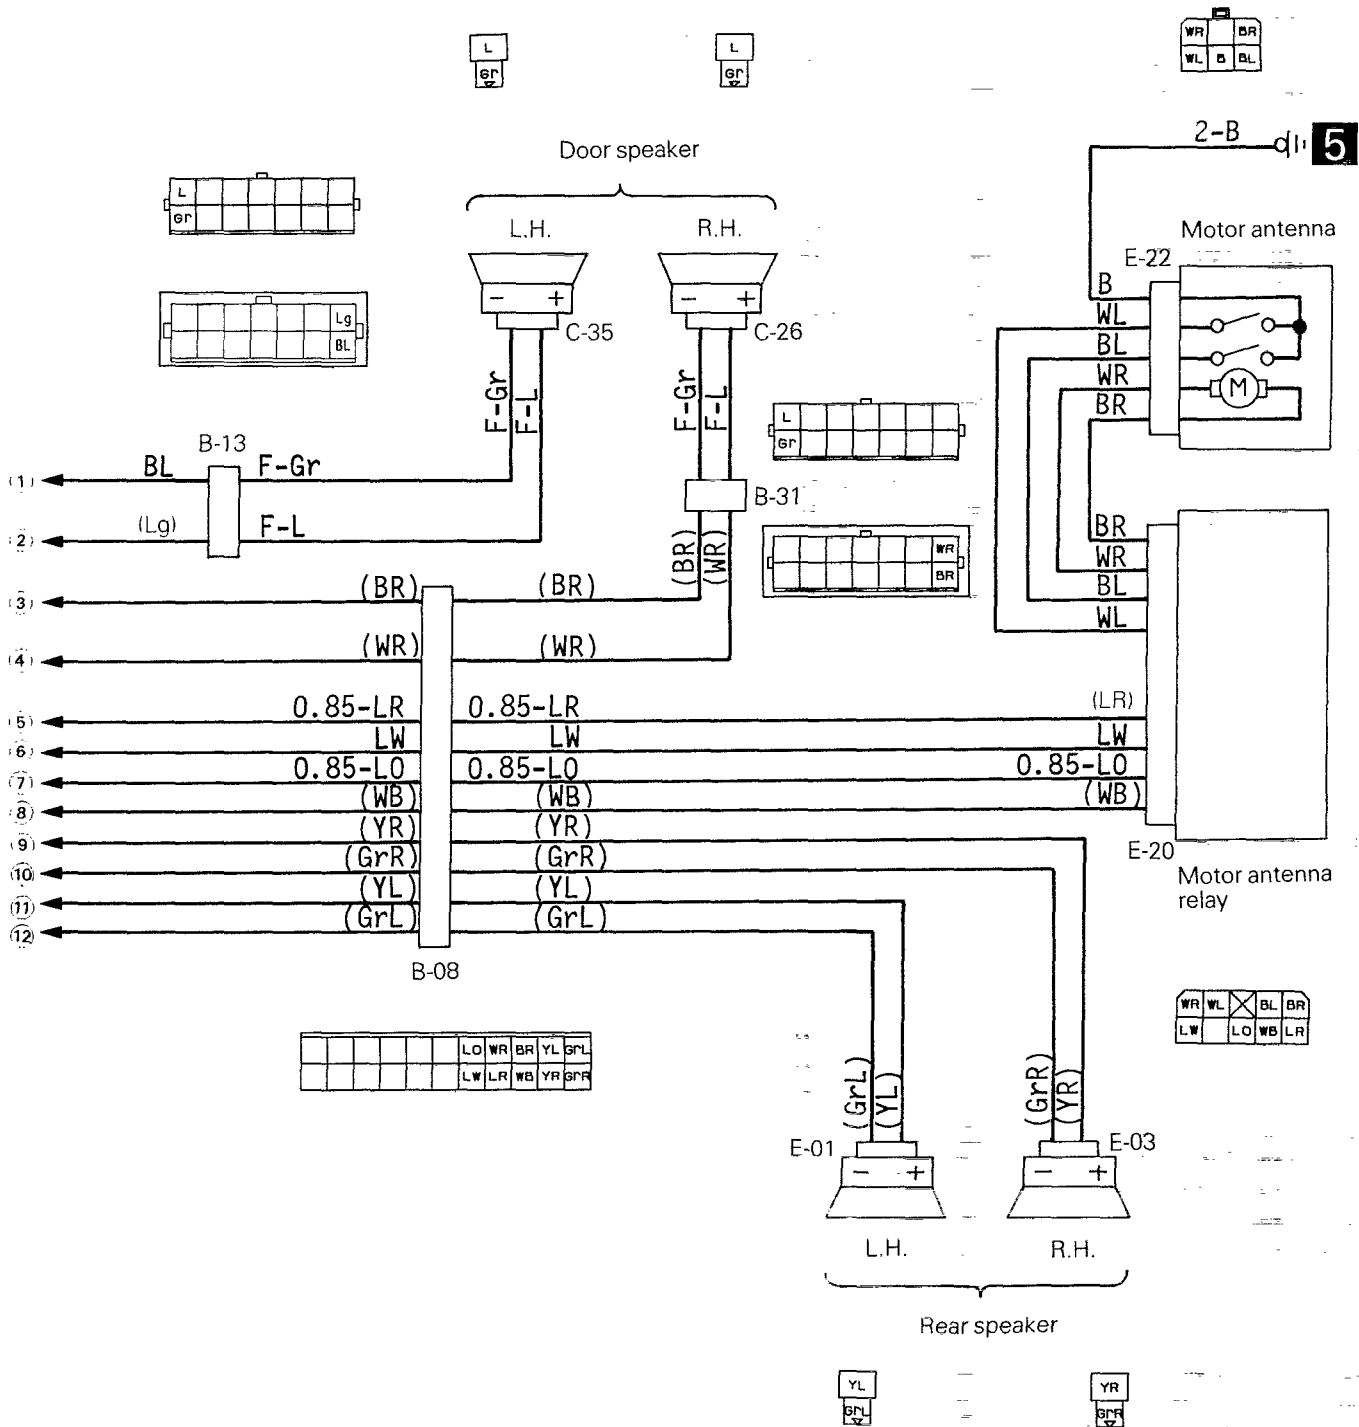 L
Gr
L
Gr
WR BR
WL B BL
2-B
5
Door speaker
L
Gr
L.H.
R.H.
Motor antenna
E-22
B
WL
BL
WR
BR
M
- +
- +
C-35
C-26
Lg
BL
F-Gr
F-L
F-Gr
F-L
L
Gr
B-13
BL
F-Gr
(1)
B-31
(Lg)
F-L
(2)
(BR)
(WR)
WR
BR
BR
WR
BL
WL
(3)
(BR)
(BR)
(4)
(WR)
(WR)
(5)
0.85-LR
0.85-LR
(LR)
(6)
LW
LW
LW
(7)
0.85-LO
0.85-LO
0.85-LO
(8)
(WB)
(WB)
(WB)
(9)
(YR)
(YR)
(10)
(GrR)
(GrR)
(11)
(YL)
(YL)
(12)
(GrL)
(GrL)
E-20
Motor antenna
relay
B-08
WR WL BL BR
LW LO WB LR
LO WR BR YL GrL
LW LR WB YR GrR
(GrL)
(YL)
(GrR)
(YR)
E-01
E-03
- +
- +
L.H.
R.H.
Rear speaker
YL
GrL
YR
GrR